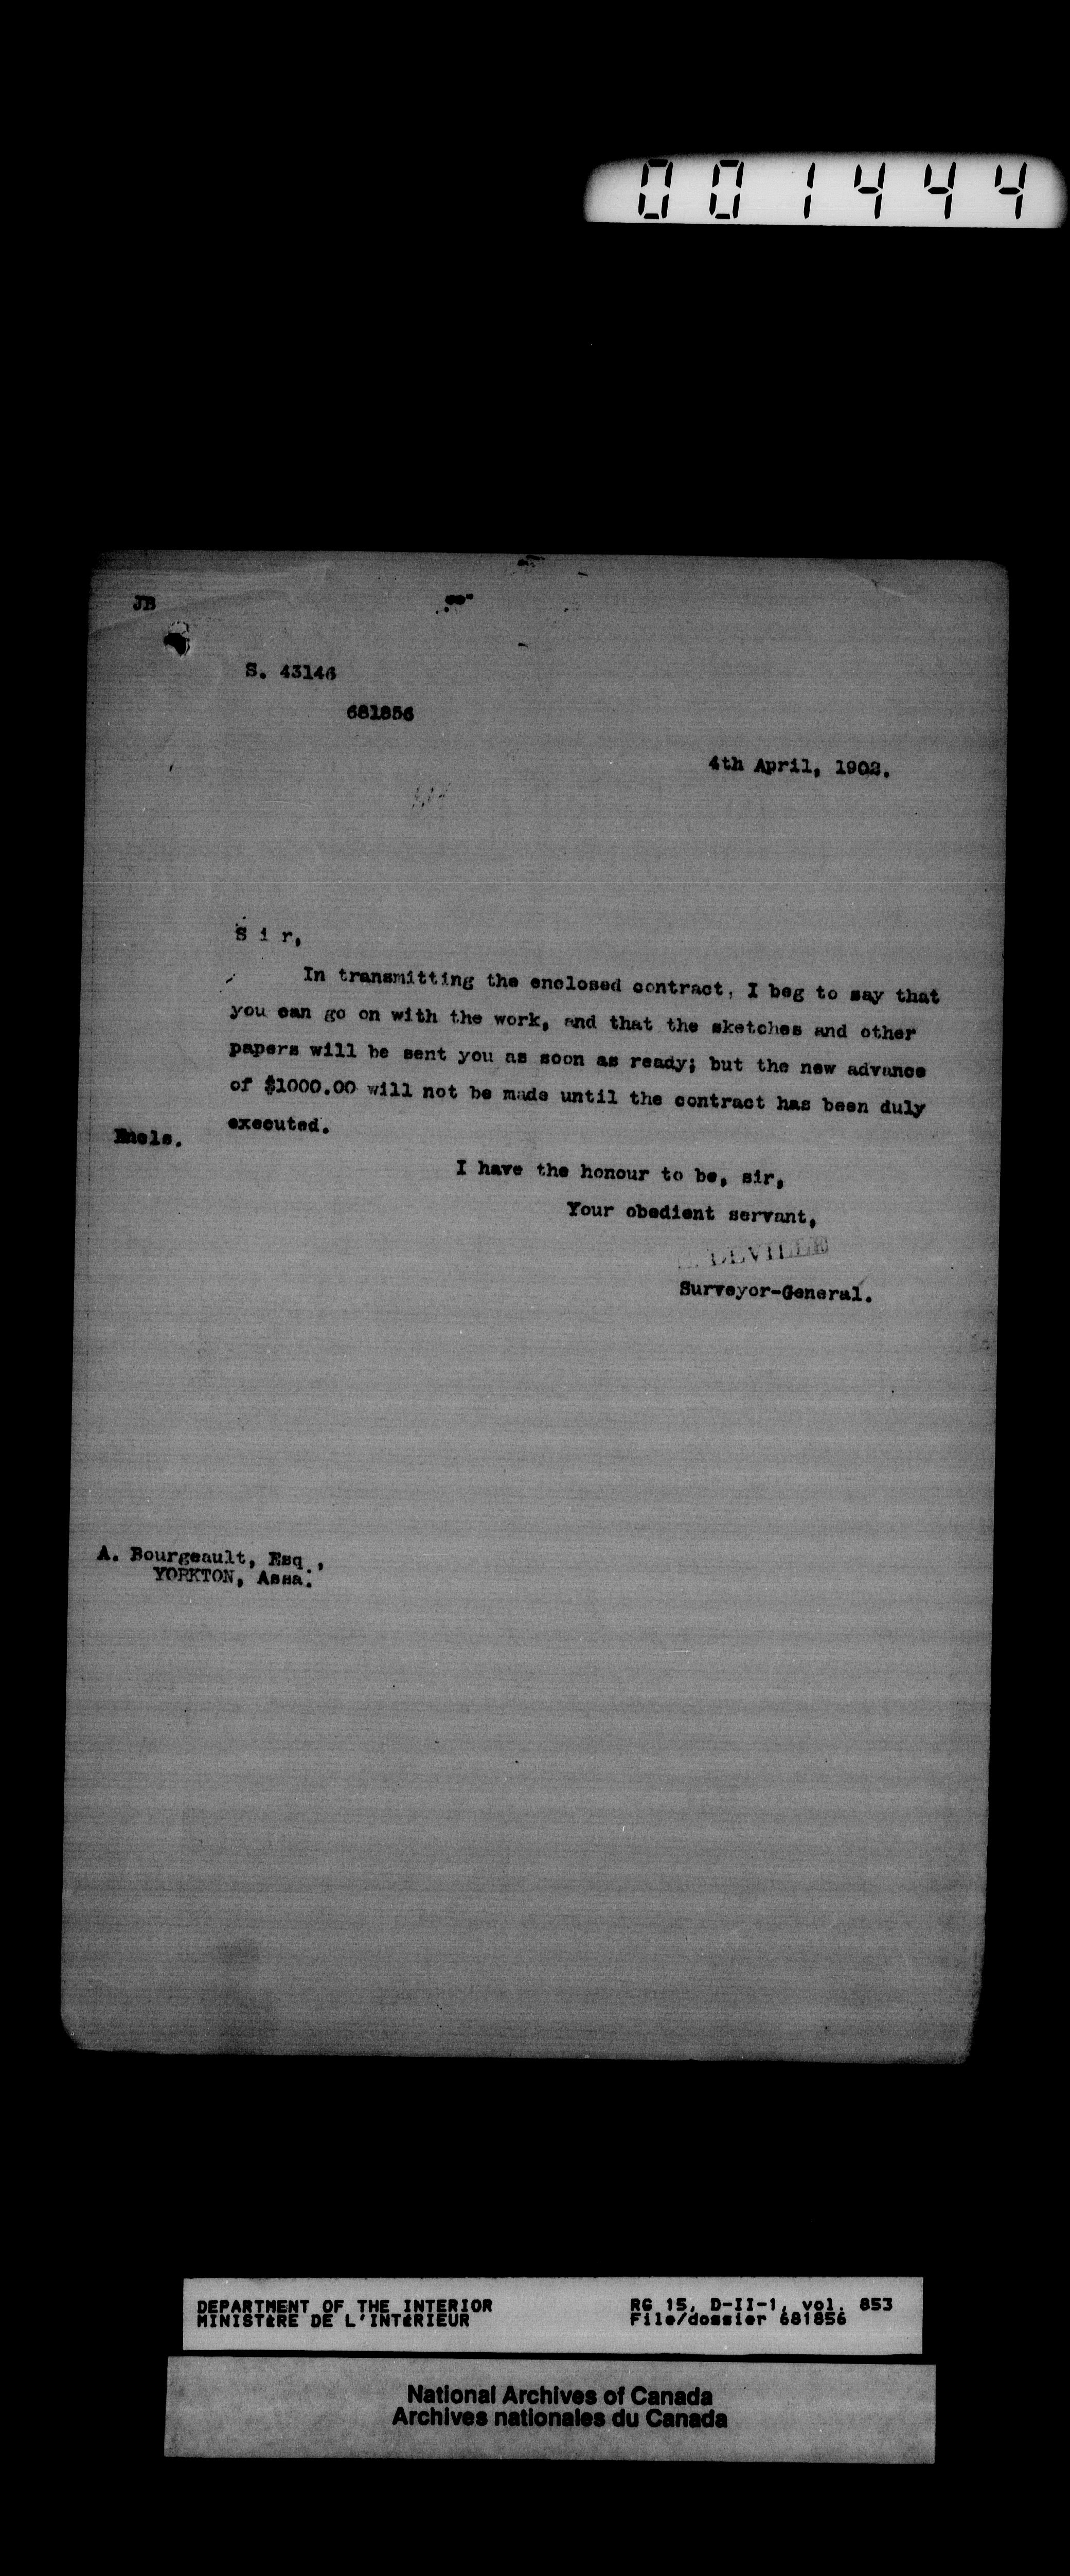 001444
JB
S. 43146
681856
4th April, 1902.
S i r,
In transmitting the enclosed contract, I beg to say that
you can go on with the work, and that the sketches and other
papers will be sent you as soon as ready; but the new advance
of $1000.00 will not be made until the contract has been duly
executed.
Encls.
I have the honour to be, sir,
Your obedient servant,
DEVILLE
Surveyor-General.
A. Bourgeault, Esq.,
YORKTON, Assa.
DEPARTMENT OF THE INTERIOR
MINISTÈRE DE L'INTÉRIEUR
RG 15, D-II-1, vol. 853
File/dossier 681856
National Archives of Canada
Archives nationales du Canada